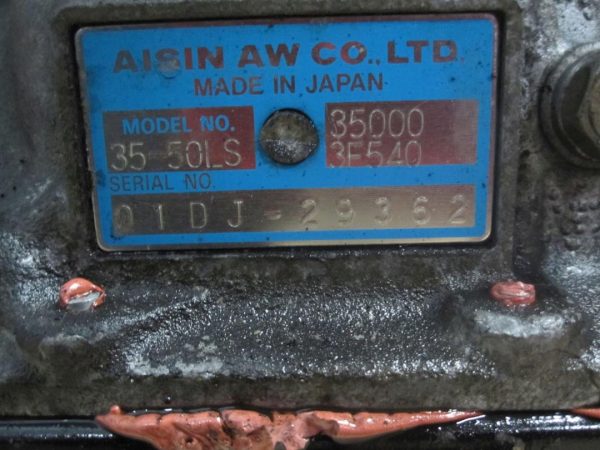 AISIN AW CO., LTD.
MADE IN JAPAN
MODEL NO.
35-50LS
35000
3F540
SERIAL NO.
01DJ-29362